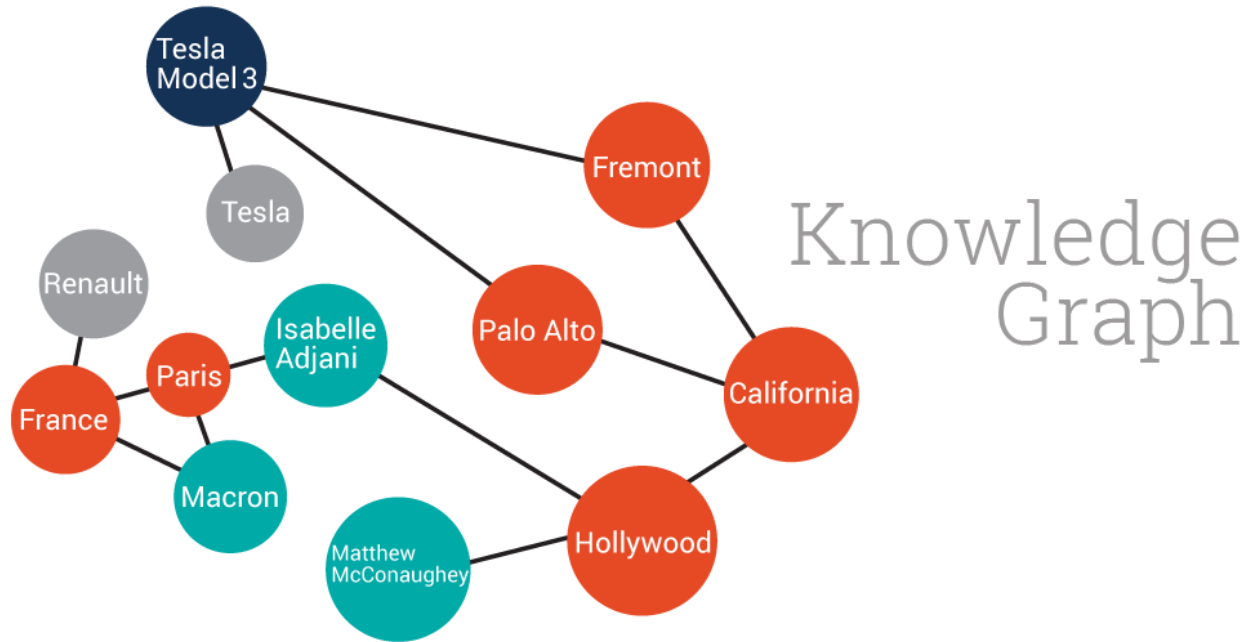 Tesla
Model 3
Fremont
Tesla
Knowledge
Graph
Renault
Isabelle
Adjani
Palo Alto
Paris
California
France
Macron
Hollywood
Matthew
McConaughey